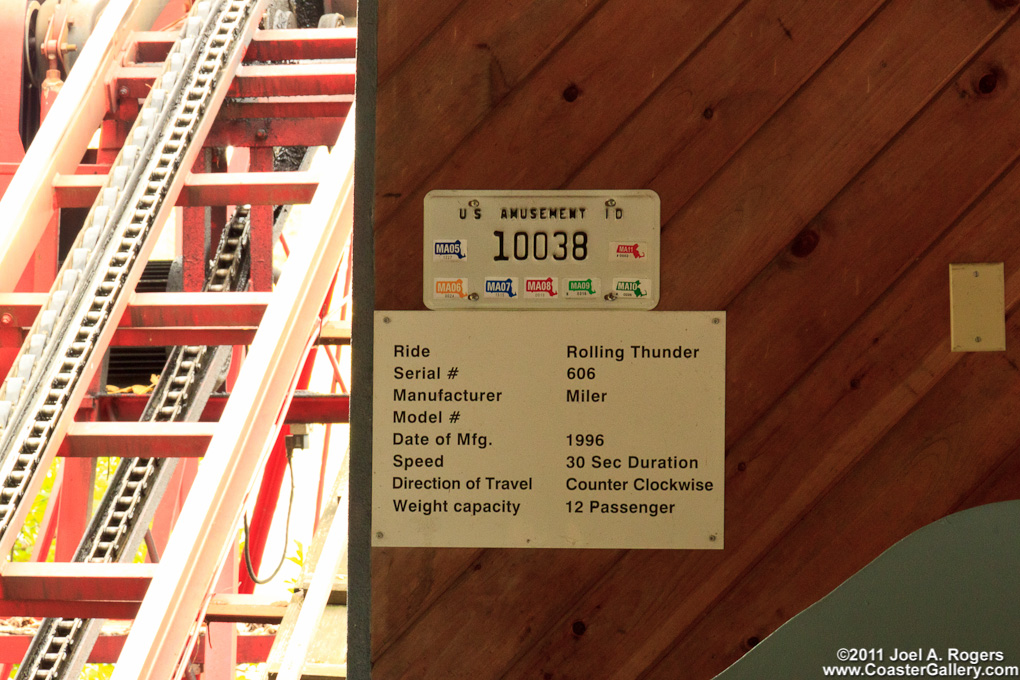 US AMUSEMENT ID
10038
MA05
MA11
MA06 MA07 MA08 MA09 MA10
Ride Rolling Thunder
Serial # 606
Manufacturer Miler
Model #
Date of Mfg. 1996
Speed 30 Sec Duration
Direction of Travel Counter Clockwise
Weight capacity 12 Passenger
©2011 Joel A. Rogers
www.CoasterGallery.com